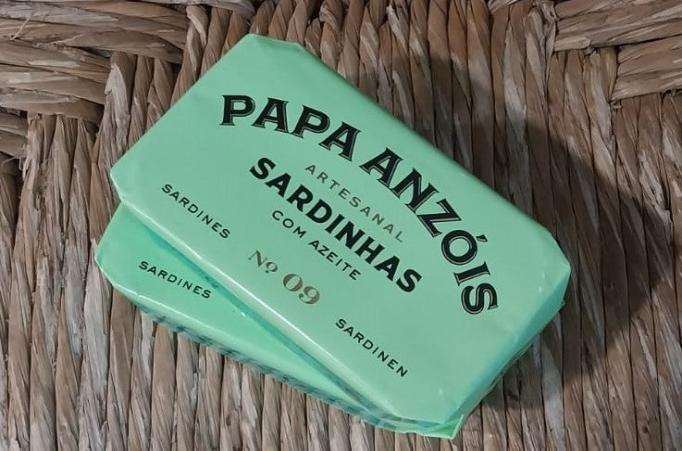 PAPA ANZÓIS
ARTESANAL
SARDINHAS
COM AZEITE
Nº 09
SARDINES
SARDINEN
SARDINES